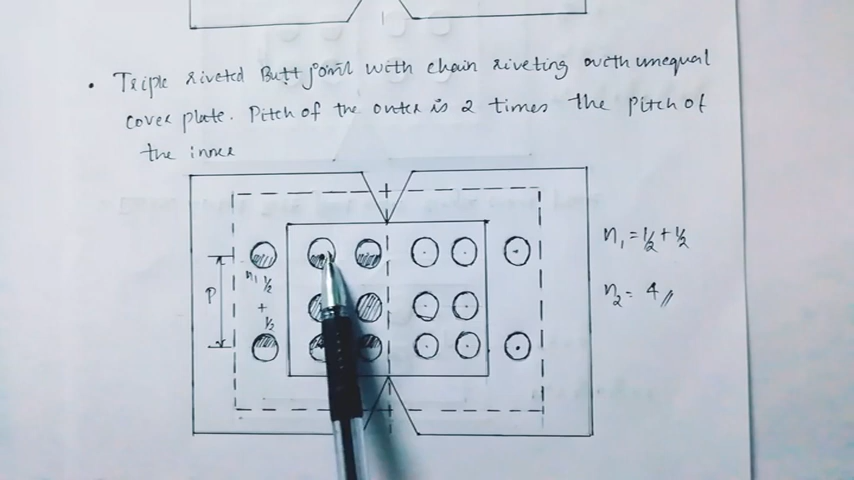 • Triple riveted Butt joint with chain riveting with unequal
cover plate. Pitch of the outer is 2 times the pitch of
the inner
P
n1 1/2
+
1/2
n1 = 1/2 + 1/2
n2 = 4 //